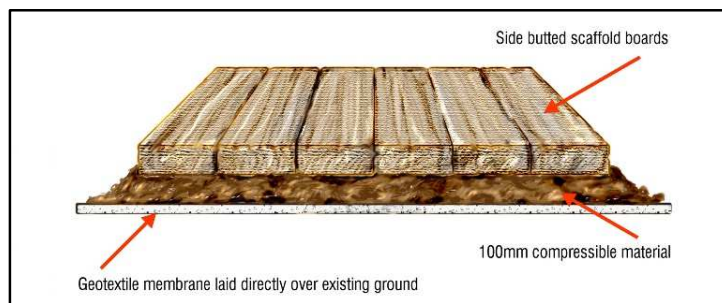 Side butted scaffold boards
100mm compressible material
Geotextile membrane laid directly over existing ground